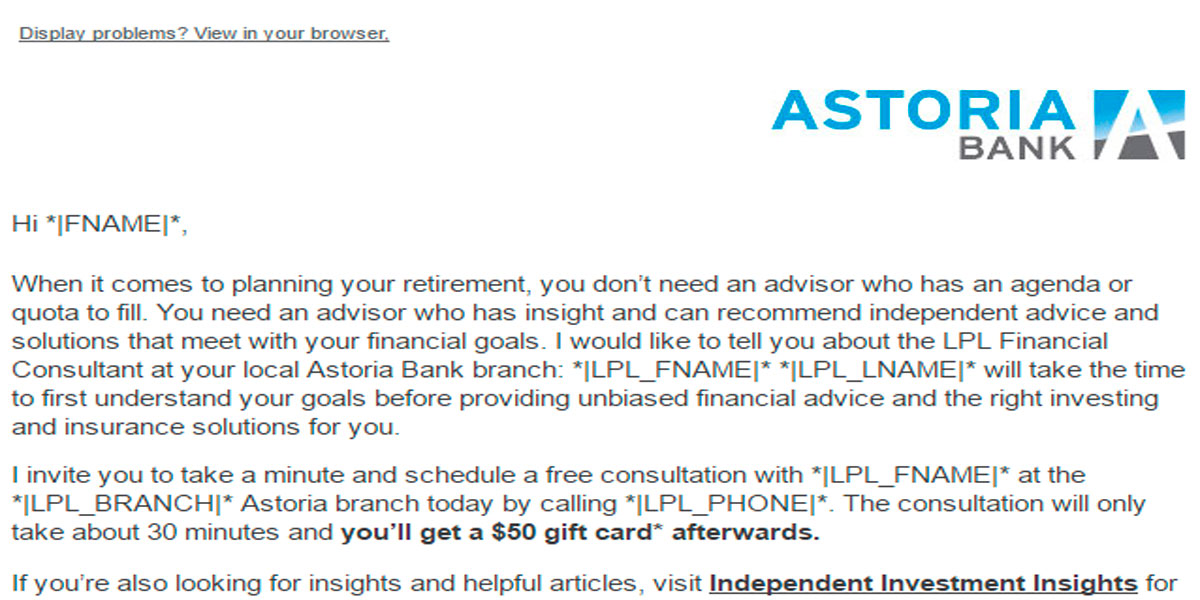 Display problems? View in your browser.
ASTORIA
BANK
Hi *|FNAME|*,
When it comes to planning your retirement, you don’t need an advisor who has an agenda or
quota to fill. You need an advisor who has insight and can recommend independent advice and
solutions that meet with your financial goals. I would like to tell you about the LPL Financial
Consultant at your local Astoria Bank branch: *|LPL_FNAME|* *|LPL_LNAME|* will take the time
to first understand your goals before providing unbiased financial advice and the right investing
and insurance solutions for you.
I invite you to take a minute and schedule a free consultation with *|LPL_FNAME|* at the
*|LPL_BRANCH|* Astoria branch today by calling *|LPL_PHONE|*. The consultation will only
take about 30 minutes and you’ll get a $50 gift card* afterwards.
If you’re also looking for insights and helpful articles, visit Independent Investment Insights for